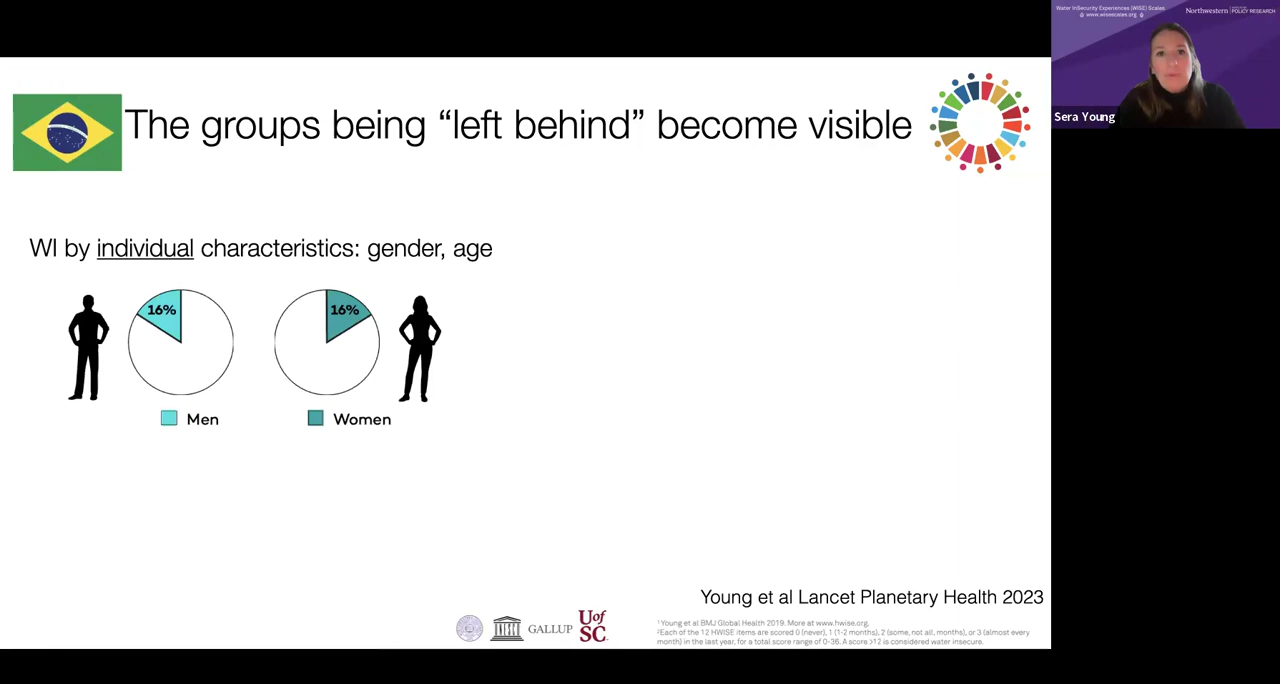 Water InSecurity Experiences (WISE) Scales
www.wisescales.org
Northwestern | POLICY RESEARCH
Sera Young
The groups being “left behind” become visible
WI by individual characteristics: gender, age
16%
16%
Men
Women
Young et al Lancet Planetary Health 2023
UNESCO
GALLUP
U of
SC
¹Young et al BMJ Global Health 2019. More at www.hwise.org.
²Each of the 12 HWISE items are scored 0 (never), 1 (1-2 months), 2 (some, not all, months), or 3 (almost every
month) in the last year, for a total score range of 0-36. A score >12 is considered water insecure.